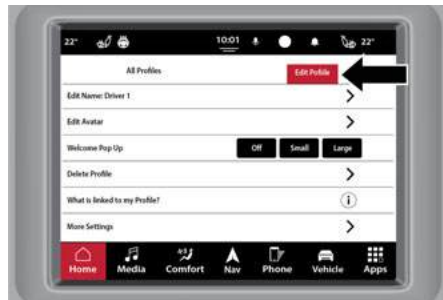 22° 10:01 22°
All Profiles Edit Pofile
Edit Name: Driver 1
Edit Avatar
Welcome Pop Up Off Small Large
Delete Profile
What is linked to my Profile?
More Settings
Home Media Comfort Nav Phone Vehicle Apps